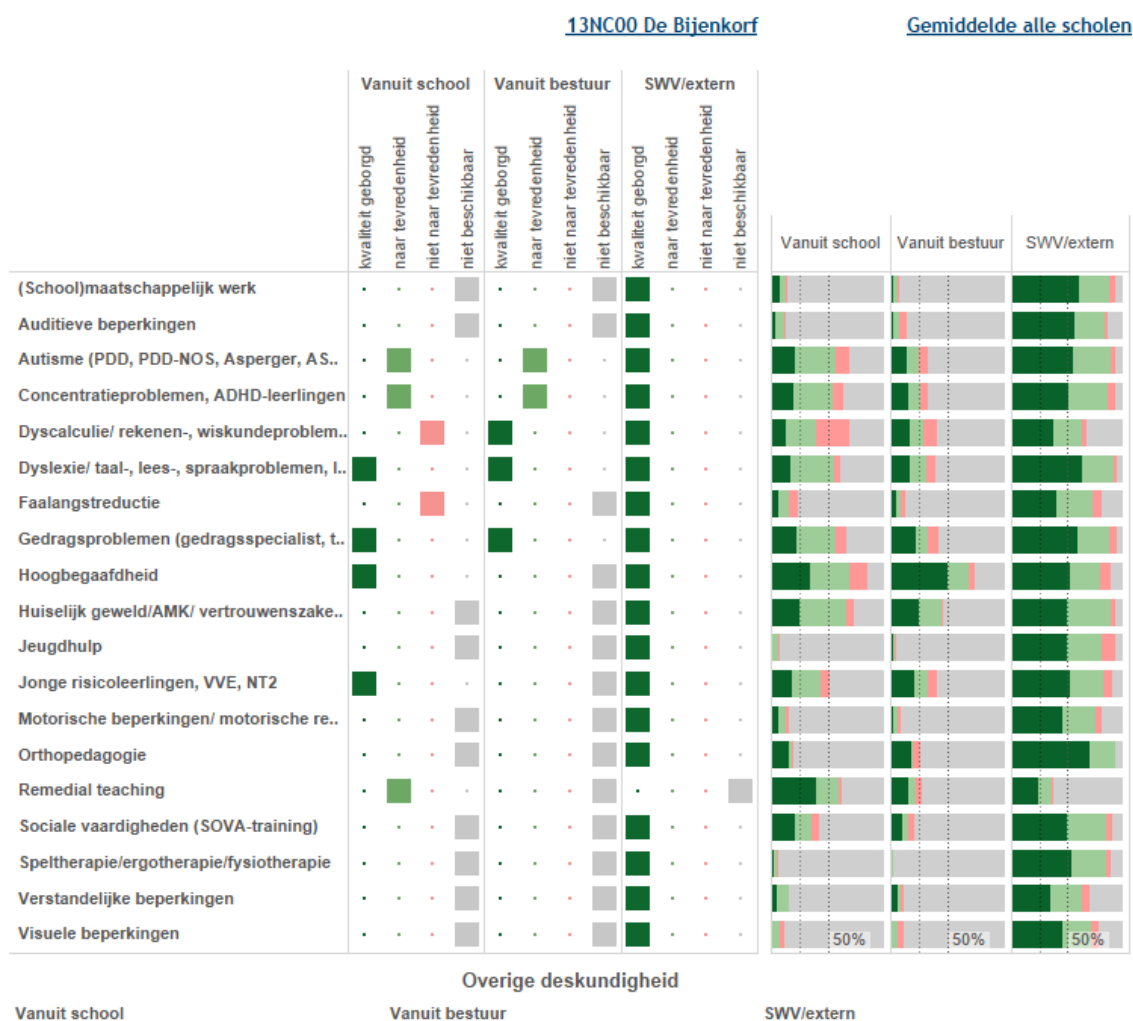 13NC00 De Bijenkorf
Gemiddelde alle scholen
Vanuit school
Vanuit bestuur
SWV/extern
kwaliteit geborgd
naar tevredenheid
niet naar tevredenheid
niet beschikbaar
kwaliteit geborgd
naar tevredenheid
niet naar tevredenheid
niet beschikbaar
kwaliteit geborgd
naar tevredenheid
niet naar tevredenheid
niet beschikbaar
Vanuit school
Vanuit bestuur
SWV/extern
(School)maatschappelijk werk
Auditieve beperkingen
Autisme (PDD, PDD-NOS, Asperger, AS..
Concentratieproblemen, ADHD-leerlingen
Dyscalculie/ rekenen-, wiskundeproblem..
Dyslexie/ taal-, lees-, spraakproblemen, l..
Faalangstreductie
Gedragsproblemen (gedragsspecialist, t..
Hoogbegaafdheid
Huiselijk geweld/AMK/ vertrouwenszake..
Jeugdhulp
Jonge risicoleerlingen, VVE, NT2
Motorische beperkingen/ motorische re..
Orthopedagogie
Remedial teaching
Sociale vaardigheden (SOVA-training)
Speltherapie/ergotherapie/fysiotherapie
Verstandelijke beperkingen
Visuele beperkingen
50%
50%
50%
Overige deskundigheid
Vanuit school
Vanuit bestuur
SWV/extern